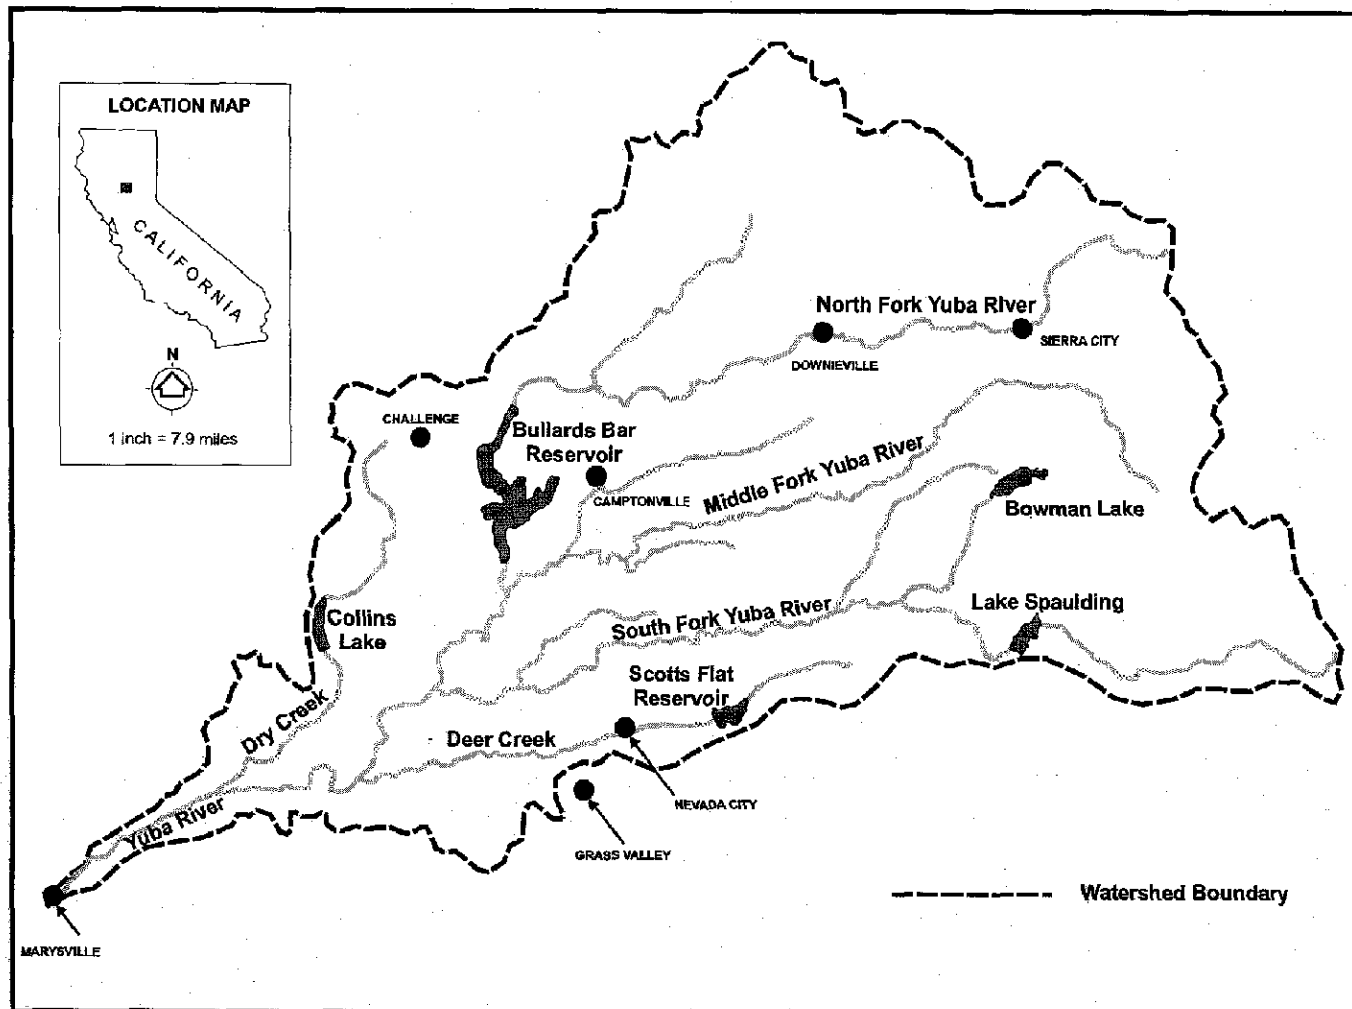 LOCATION MAP
CALIFORNIA
N
1 inch = 7.9 miles
North Fork Yuba River
SIERRA CITY
DOWNIEVILLE
CHALLENGE
Bullards Bar
Reservoir
CAMPTONVILLE
Middle Fork Yuba River
Bowman Lake
Collins
Lake
South Fork Yuba River
Lake Spaulding
Scotts Flat
Reservoir
Dry Creek
Deer Creek
NEVADA CITY
Yuba River
GRASS VALLEY
Watershed Boundary
MARYSVILLE